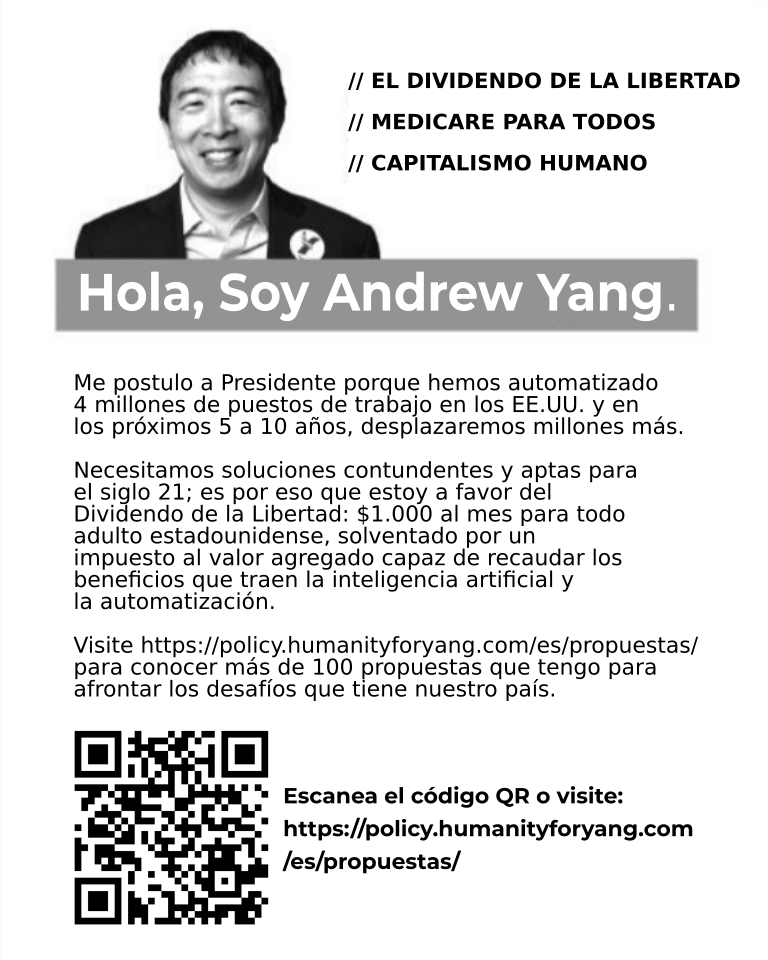 // EL DIVIDENDO DE LA LIBERTAD
// MEDICARE PARA TODOS
// CAPITALISMO HUMANO
Hola, Soy Andrew Yang.
Me postulo a Presidente porque hemos automatizado
4 millones de puestos de trabajo en los EE.UU. y en
los próximos 5 a 10 años, desplazaremos millones más.
Necesitamos soluciones contundentes y aptas para
el siglo 21; es por eso que estoy a favor del
Dividendo de la Libertad: $1.000 al mes para todo
adulto estadounidense, solventado por un
impuesto al valor agregado capaz de recaudar los
beneficios que traen la inteligencia artificial y
la automatización.
Visite https://policy.humanityforyang.com/es/propuestas/
para conocer más de 100 propuestas que tengo para
afrontar los desafíos que tiene nuestro país.
Escanea el código QR o visite:
https://policy.humanityforyang.com
/es/propuestas/